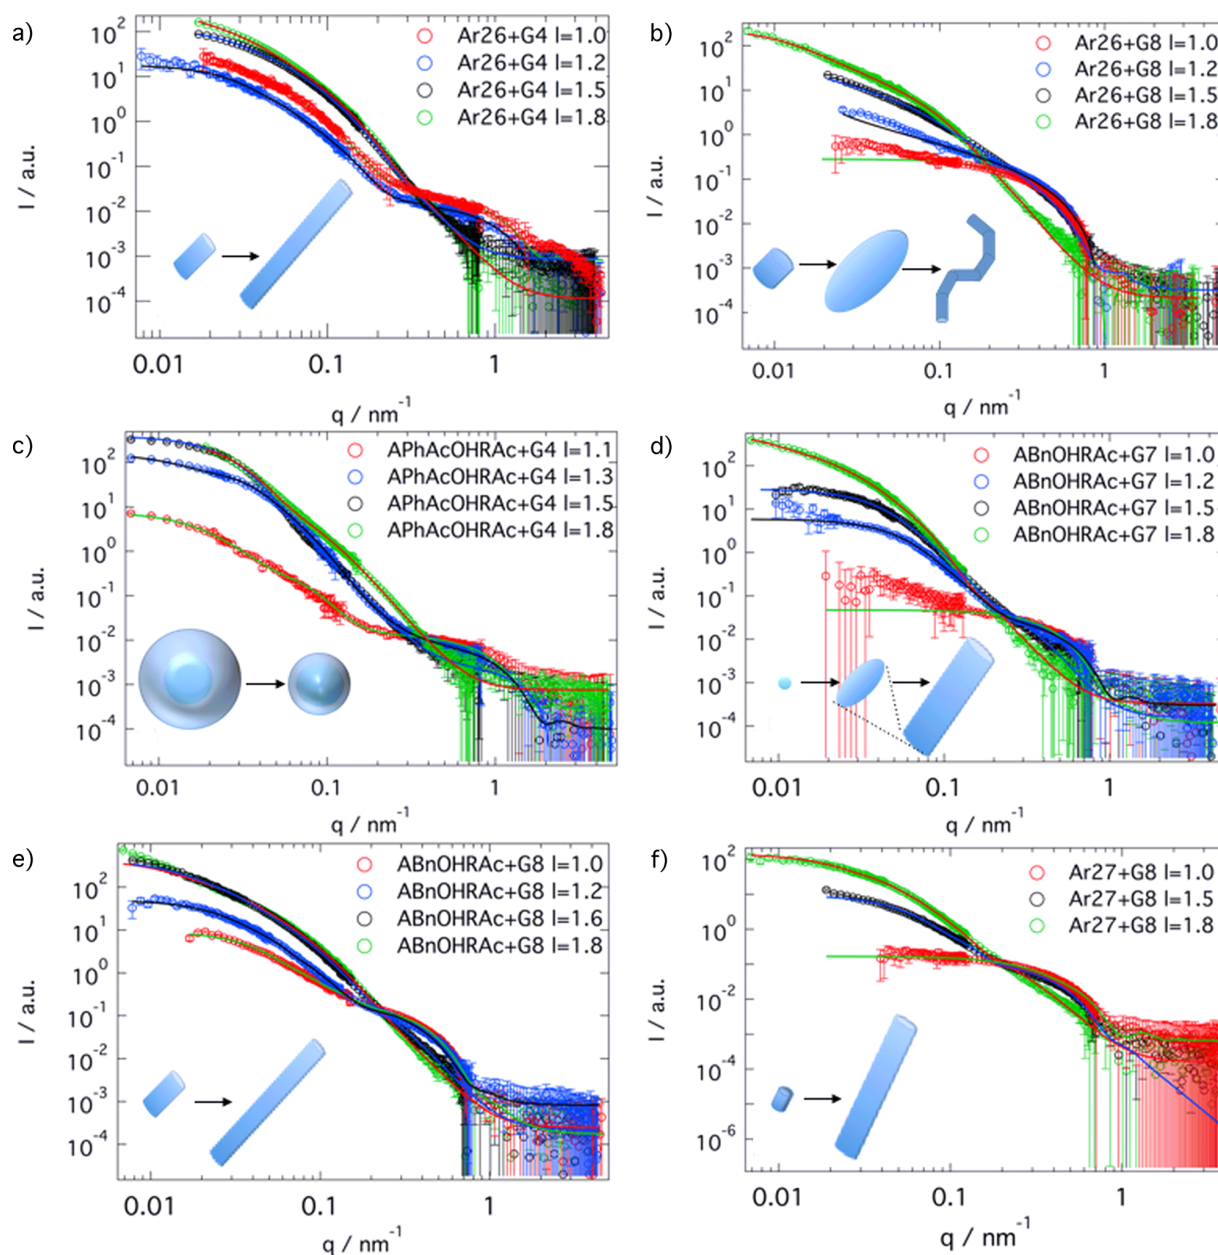 a)
Ar26+G4 l=1.0
Ar26+G4 l=1.2
Ar26+G4 l=1.5
Ar26+G4 l=1.8
10²
10¹
10⁰
10⁻¹
10⁻²
10⁻³
10⁻⁴
I / a.u.
0.01
0.1
1
q / nm⁻¹
b)
Ar26+G8 l=1.0
Ar26+G8 l=1.2
Ar26+G8 l=1.5
Ar26+G8 l=1.8
10²
10¹
10⁰
10⁻¹
10⁻²
10⁻³
10⁻⁴
I / a.u.
0.01
0.1
1
q / nm⁻¹
c)
APhAcOHRAc+G4 l=1.1
APhAcOHRAc+G4 l=1.3
APhAcOHRAc+G4 l=1.5
APhAcOHRAc+G4 l=1.8
10²
10¹
10⁰
10⁻¹
10⁻²
10⁻³
10⁻⁴
I / a.u.
0.01
0.1
1
q / nm⁻¹
d)
ABnOHRAc+G7 l=1.0
ABnOHRAc+G7 l=1.2
ABnOHRAc+G7 l=1.5
ABnOHRAc+G7 l=1.8
10²
10¹
10⁰
10⁻¹
10⁻²
10⁻³
10⁻⁴
I / a.u.
0.01
0.1
1
q / nm⁻¹
e)
ABnOHRAc+G8 l=1.0
ABnOHRAc+G8 l=1.2
ABnOHRAc+G8 l=1.6
ABnOHRAc+G8 l=1.8
10²
10¹
10⁰
10⁻¹
10⁻²
10⁻³
10⁻⁴
I / a.u.
0.01
0.1
1
q / nm⁻¹
f)
Ar27+G8 l=1.0
Ar27+G8 l=1.5
Ar27+G8 l=1.8
10²
10⁰
10⁻²
10⁻⁴
10⁻⁶
I / a.u.
0.01
0.1
1
q / nm⁻¹